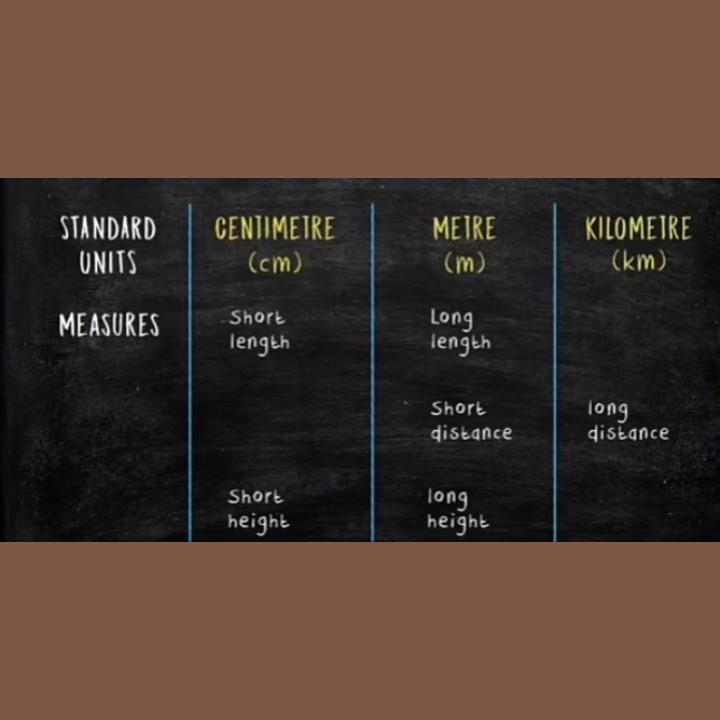 STANDARD UNITS
CENTIMETRE (cm)
METRE (m)
KILOMETRE (km)
MEASURES
Short length
Long length
Short distance
long distance
Short height
long height